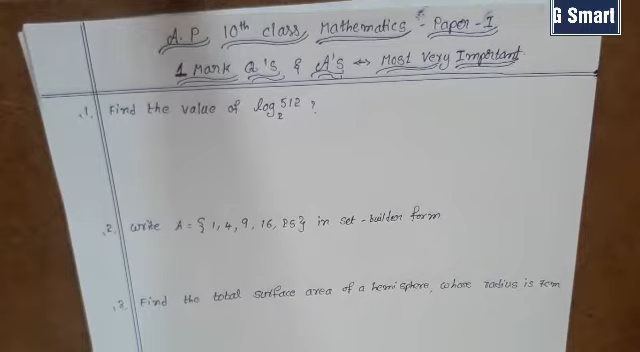 G Smart
A.P 10th class Mathematics - Paper - I
1 Mark Q's & A's ↔ Most Very Important
1. Find the value of log₂512 ?
2. write A = {1, 4, 9, 16, 25} in set-builder form
3. Find the total surface area of a hemisphere, whose radius is 7cm